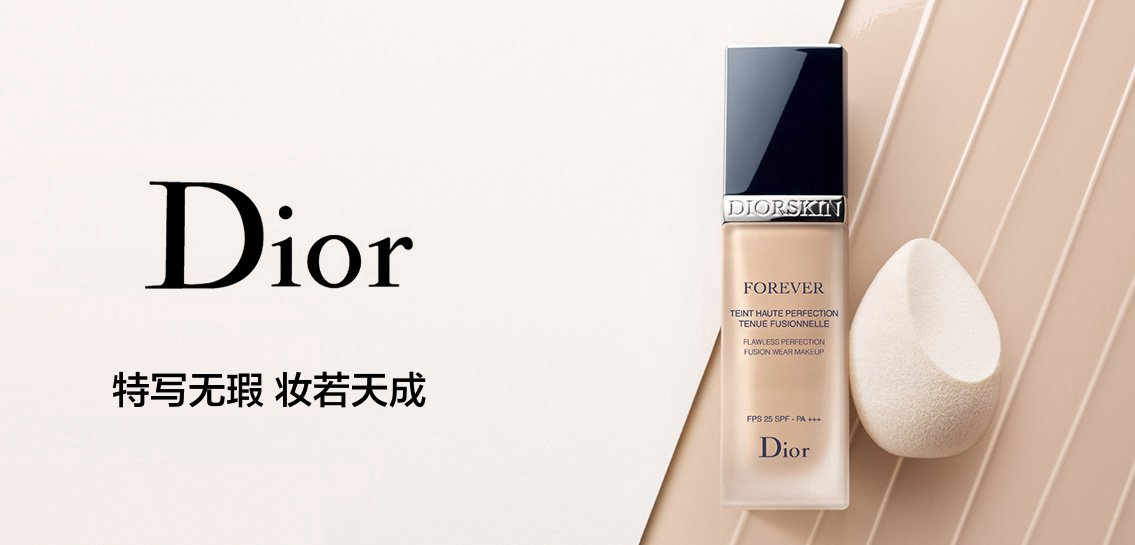 Dior
特写无瑕 妆若天成
DIORSKIN
FOREVER
TEINT HAUTE PERFECTION
TENUE FUSIONNELLE
FLAWLESS PERFECTION
FUSION WEAR MAKEUP
FPS 25 SPF - PA +++
Dior